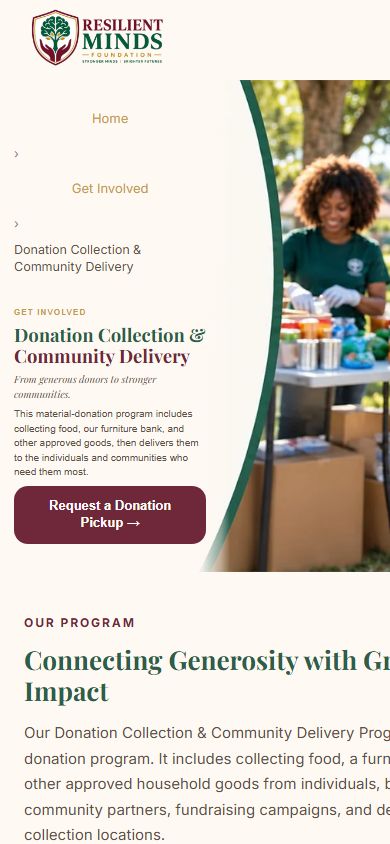 RESILIENT
MINDS
FOUNDATION
STRONGER MINDS | BRIGHTER FUTURES
Home
›
Get Involved
›
Donation Collection &
Community Delivery
GET INVOLVED
Donation Collection &
Community Delivery
From generous donors to stronger
communities.
This material-donation program includes
collecting food, our furniture bank, and
other approved goods, then delivers them
to the individuals and communities who
need them most.
Request a Donation
Pickup →
OUR PROGRAM
Connecting Generosity with Gr
Impact
Our Donation Collection & Community Delivery Prog
donation program. It includes collecting food, a furn
other approved household goods from individuals, b
community partners, fundraising campaigns, and de
collection locations.